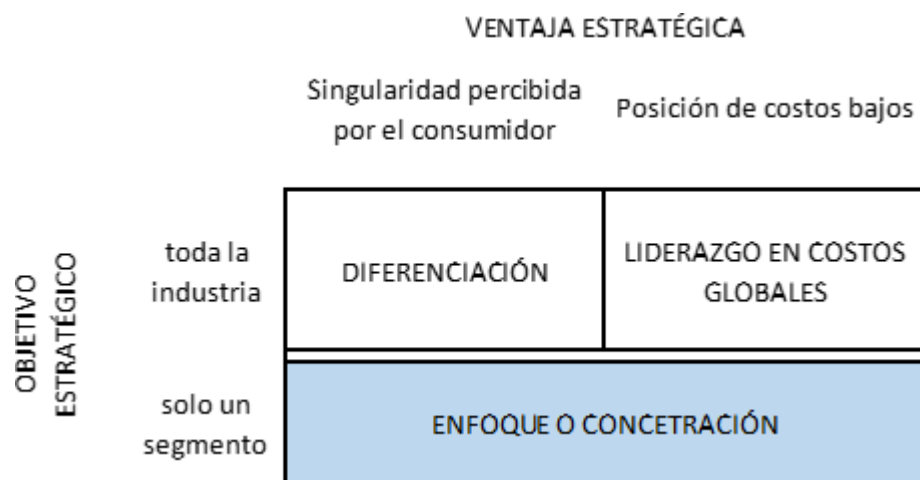 VENTAJA ESTRATÉGICA
Singularidad percibida
por el consumidor
Posición de costos bajos
OBJETIVO
ESTRATÉGICO
toda la
industria
DIFERENCIACIÓN
LIDERAZGO EN COSTOS
GLOBALES
solo un
segmento
ENFOQUE O CONCETRACIÓN